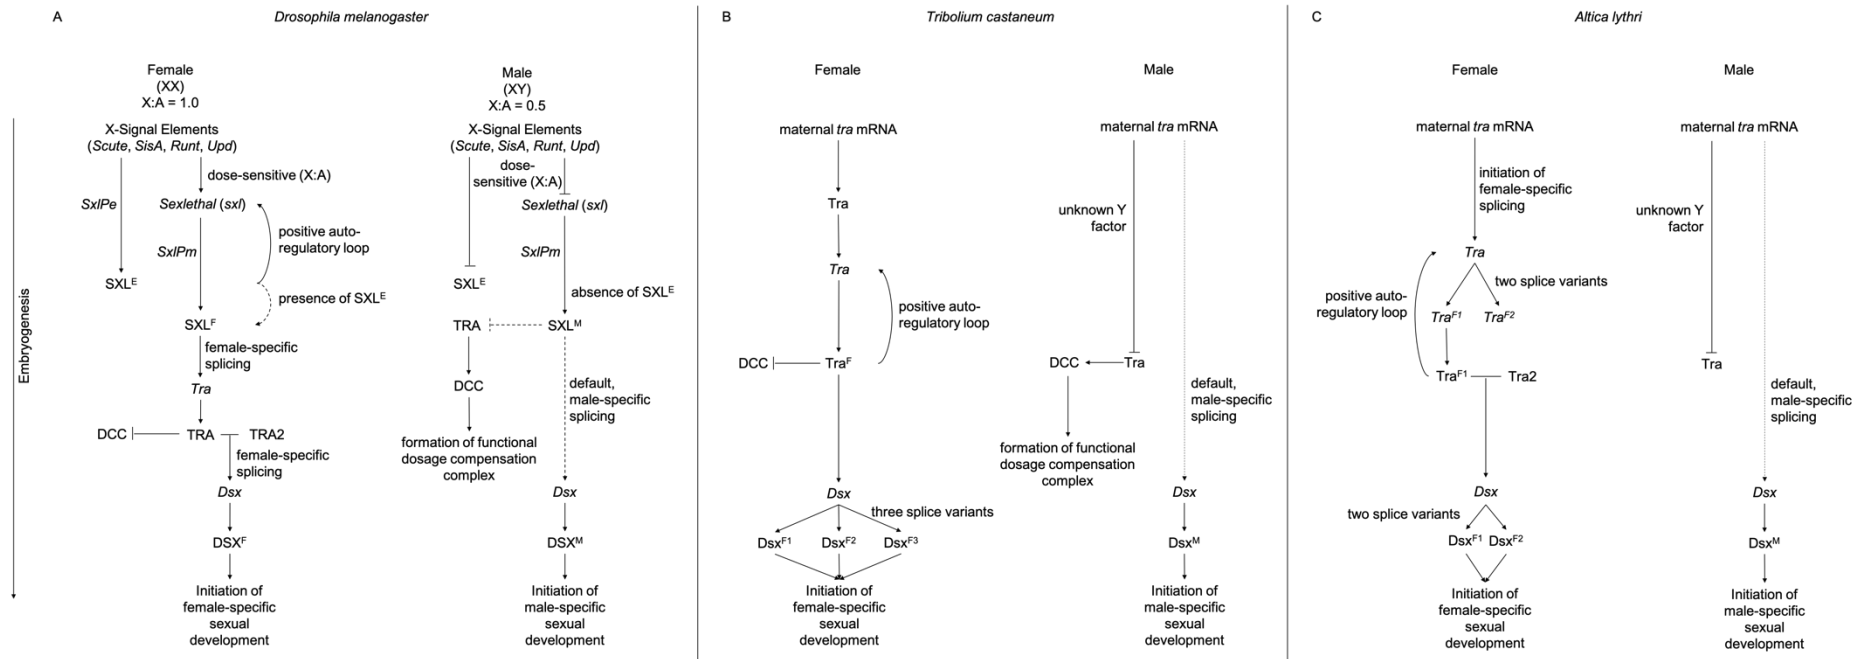 A
Drosophila melanogaster
Embryogenesis
Female
(XX)
X:A = 1.0
X-Signal Elements
(Scute, SisA, Runt, Upd)
dose-sensitive (X:A)
SxlPe
Sexlethal (sxl)
positive auto-
regulatory loop
SxlPm
SXLE
presence of SXLE
SXLF
female-specific
splicing
Tra
DCC
TRA
TRA2
female-specific
splicing
Dsx
DSXF
Initiation of
female-specific
sexual
development
Male
(XY)
X:A = 0.5
X-Signal Elements
(Scute, SisA, Runt, Upd)
dose-
sensitive (X:A)
Sexlethal (sxl)
SxlPm
SXLE
absence of SXLE
TRA
SXLM
DCC
default,
male-specific
splicing
formation of functional
dosage compensation
complex
Dsx
DSXM
Initiation of
male-specific
sexual
development
B
Tribolium castaneum
Female
maternal tra mRNA
Tra
Tra
positive auto-
regulatory loop
DCC
TraF
Dsx
three splice variants
DsxF1
DsxF2
DsxF3
Initiation of
female-specific
sexual
development
Male
maternal tra mRNA
unknown Y
factor
DCC
Tra
default,
male-specific
splicing
formation of functional
dosage compensation
complex
Dsx
DsxM
Initiation of
male-specific
sexual
development
C
Altica lythri
Female
maternal tra mRNA
initiation of
female-specific
splicing
Tra
two splice variants
positive auto-
regulatory loop
TraF1
TraF2
TraF1
Tra2
Dsx
two splice variants
DsxF1
DsxF2
Initiation of
female-specific
sexual
development
Male
maternal tra mRNA
unknown Y
factor
Tra
default,
male-specific
splicing
Dsx
DsxM
Initiation of
male-specific
sexual
development